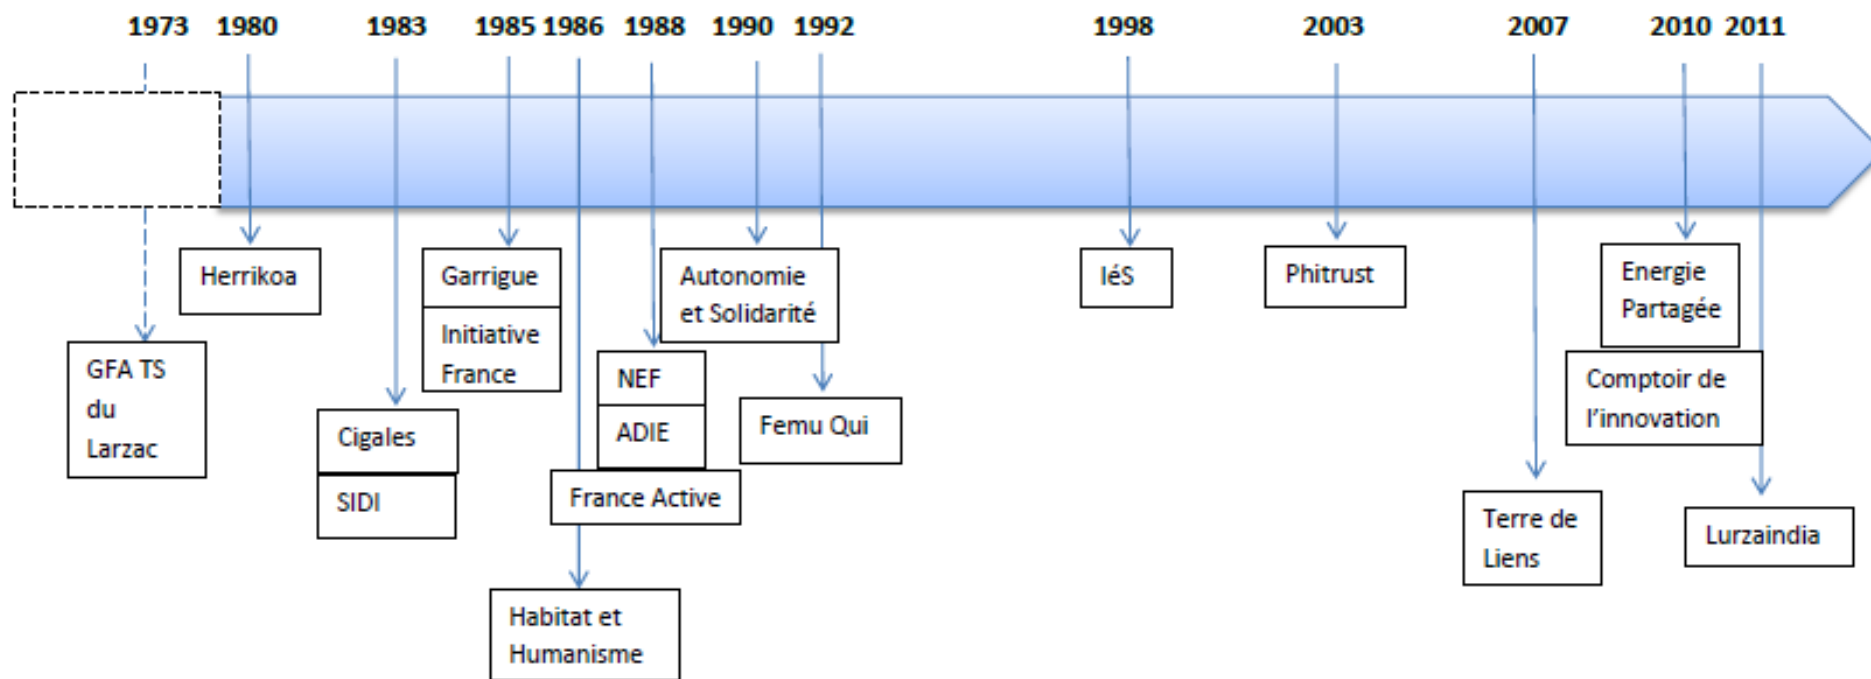 1973 1980 1983 1985 1986 1988 1990 1992 1998 2003 2007 2010 2011
GFA TS
du
Larzac
Herrikoa
Cigales
SIDI
Garrigue
Initiative
France
Habitat et
Humanisme
NEF
ADIE
France Active
Autonomie
et Solidarité
Femu Qui
IéS
Phitrust
Terre de
Liens
Energie
Partagée
Comptoir de
l'innovation
Lurzaindia